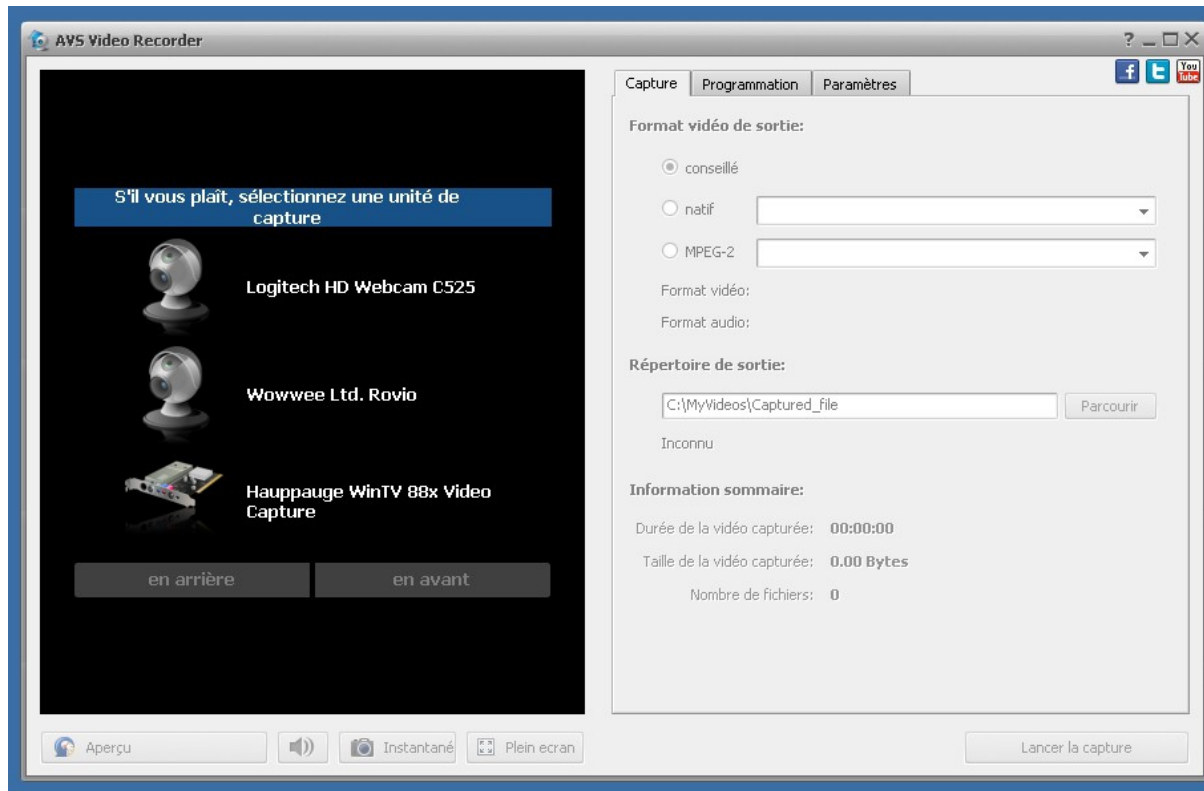 AVS Video Recorder
?
You
Tube
f
t
S'il vous plaît, sélectionnez une unité de
capture
Logitech HD Webcam C525
Wowwee Ltd. Rovio
Hauppauge WinTV 88x Video
Capture
en arrière
en avant
Aperçu
Instantané
Plein ecran
Capture
Programmation
Paramètres
Format vidéo de sortie:
conseillé
natif
MPEG-2
Format vidéo:
Format audio:
Répertoire de sortie:
C:\MyVideos\Captured_file
Parcourir
Inconnu
Information sommaire:
Durée de la vidéo capturée: 00:00:00
Taille de la vidéo capturée: 0.00 Bytes
Nombre de fichiers: 0
Lancer la capture